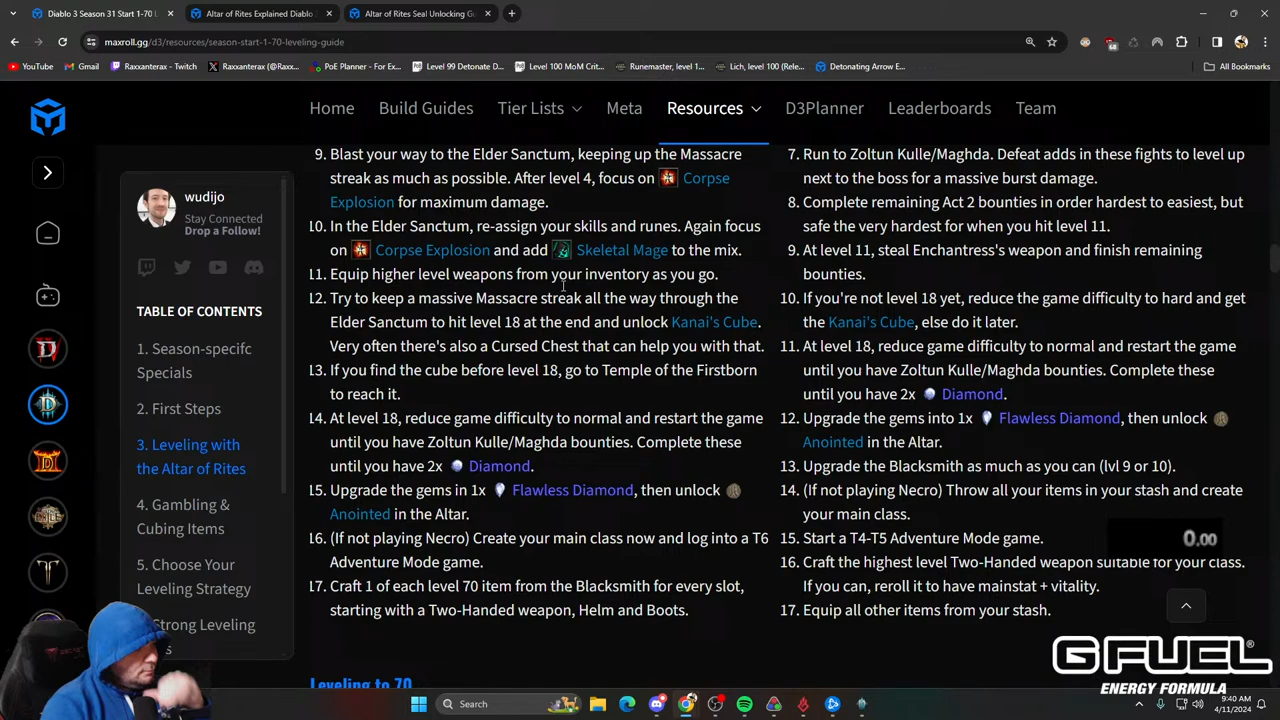 Diablo 3 Season 31 Start 1-70 L
Altar of Rites Explained Diablo
Altar of Rites Seal Unlocking Gu
maxroll.gg/d3/resources/season-start-1-70-leveling-guide
68
YouTube
Gmail
Raxxanterax - Twitch
Raxxanterax (@Raxx...
PoE Planner - For Ex...
Level 99 Detonate D...
Level 100 MoM Crit...
Runemaster, level 1...
Lich, level 100 (Rele...
Detonating Arrow E...
All Bookmarks
Home
Build Guides
Tier Lists
Meta
Resources
D3Planner
Leaderboards
Team
wudijo
Stay Connected
Drop a Follow!
TABLE OF CONTENTS
1. Season-specifc
Specials
2. First Steps
3. Leveling with
the Altar of Rites
4. Gambling &
Cubing Items
5. Choose Your
Leveling Strategy
Strong Leveling
9. Blast your way to the Elder Sanctum, keeping up the Massacre
streak as much as possible. After level 4, focus on Corpse
Explosion for maximum damage.
10. In the Elder Sanctum, re-assign your skills and runes. Again focus
on Corpse Explosion and add Skeletal Mage to the mix.
11. Equip higher level weapons from your inventory as you go.
12. Try to keep a massive Massacre streak all the way through the
Elder Sanctum to hit level 18 at the end and unlock Kanai's Cube.
Very often there's also a Cursed Chest that can help you with that.
13. If you find the cube before level 18, go to Temple of the Firstborn
to reach it.
14. At level 18, reduce game difficulty to normal and restart the game
until you have Zoltun Kulle/Maghda bounties. Complete these
until you have 2x Diamond.
15. Upgrade the gems in 1x Flawless Diamond, then unlock
Anointed in the Altar.
16. (If not playing Necro) Create your main class now and log into a T6
Adventure Mode game.
17. Craft 1 of each level 70 item from the Blacksmith for every slot,
starting with a Two-Handed weapon, Helm and Boots.
Leveling to 70
7. Run to Zoltun Kulle/Maghda. Defeat adds in these fights to level up
next to the boss for a massive burst damage.
8. Complete remaining Act 2 bounties in order hardest to easiest, but
safe the very hardest for when you hit level 11.
9. At level 11, steal Enchantress's weapon and finish remaining
bounties.
10. If you're not level 18 yet, reduce the game difficulty to hard and get
the Kanai's Cube, else do it later.
11. At level 18, reduce game difficulty to normal and restart the game
until you have Zoltun Kulle/Maghda bounties. Complete these
until you have 2x Diamond.
12. Upgrade the gems into 1x Flawless Diamond, then unlock
Anointed in the Altar.
13. Upgrade the Blacksmith as much as you can (lvl 9 or 10).
14. (If not playing Necro) Throw all your items in your stash and create
your main class.
15. Start a T4-T5 Adventure Mode game.
16. Craft the highest level Two-Handed weapon suitable for your class.
If you can, reroll it to have mainstat + vitality.
17. Equip all other items from your stash.
0.00
G FUEL
ENERGY FORMULA
Search
9:40 AM
4/11/2024